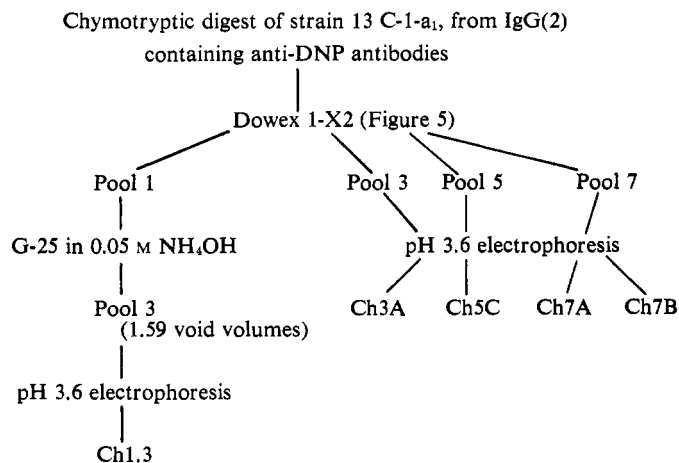 Chymotryptic digest of strain 13 C-1-a₁, from IgG(2)
containing anti-DNP antibodies
Dowex 1-X2 (Figure 5)
Pool 1 Pool 3 Pool 5 Pool 7
G-25 in 0.05 M NH₄OH pH 3.6 electrophoresis
Pool 3 Ch3A Ch5C Ch7A Ch7B
(1.59 void volumes)
pH 3.6 electrophoresis
Ch1.3